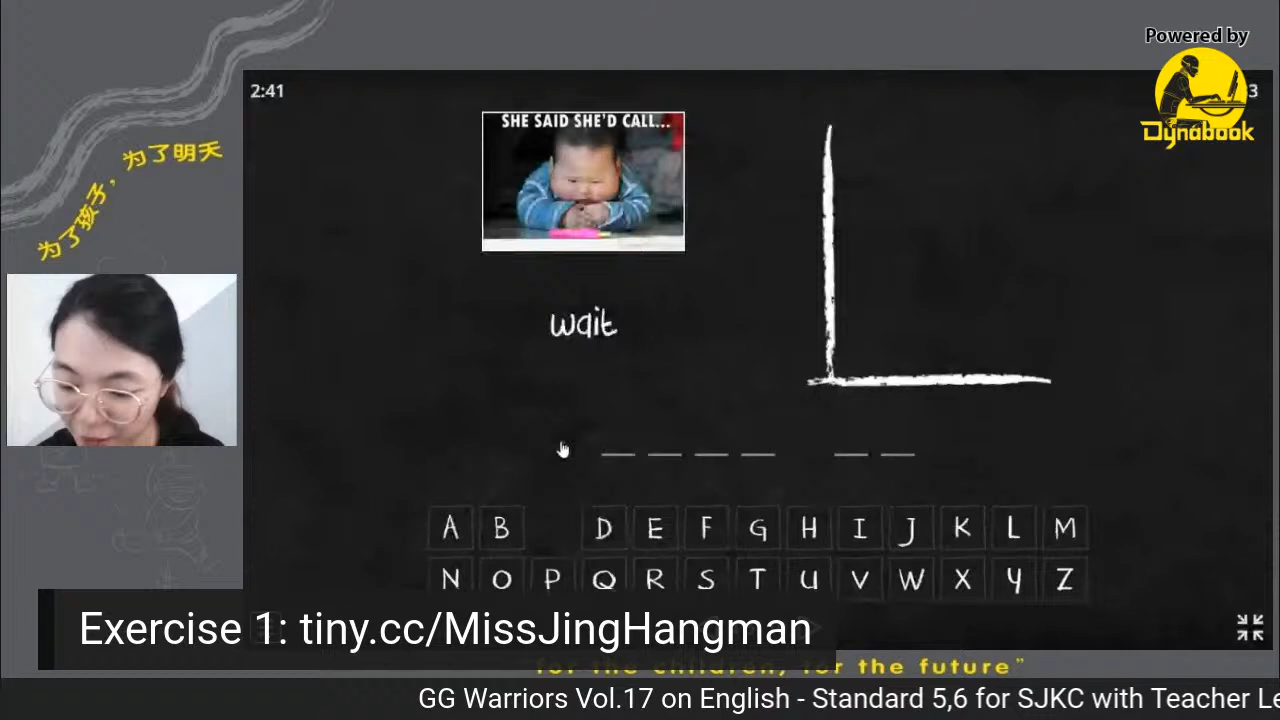 Powered by
Dynabook
2:41
3
SHE SAID SHE'D CALL...
为了孩子，为了明天
wait
A B D E F G H I J K L M
N O P Q R S T U V W X Y Z
Exercise 1: tiny.cc/MissJingHangman
for the children, for the future”
GG Warriors Vol.17 on English - Standard 5,6 for SJKC with Teacher Le